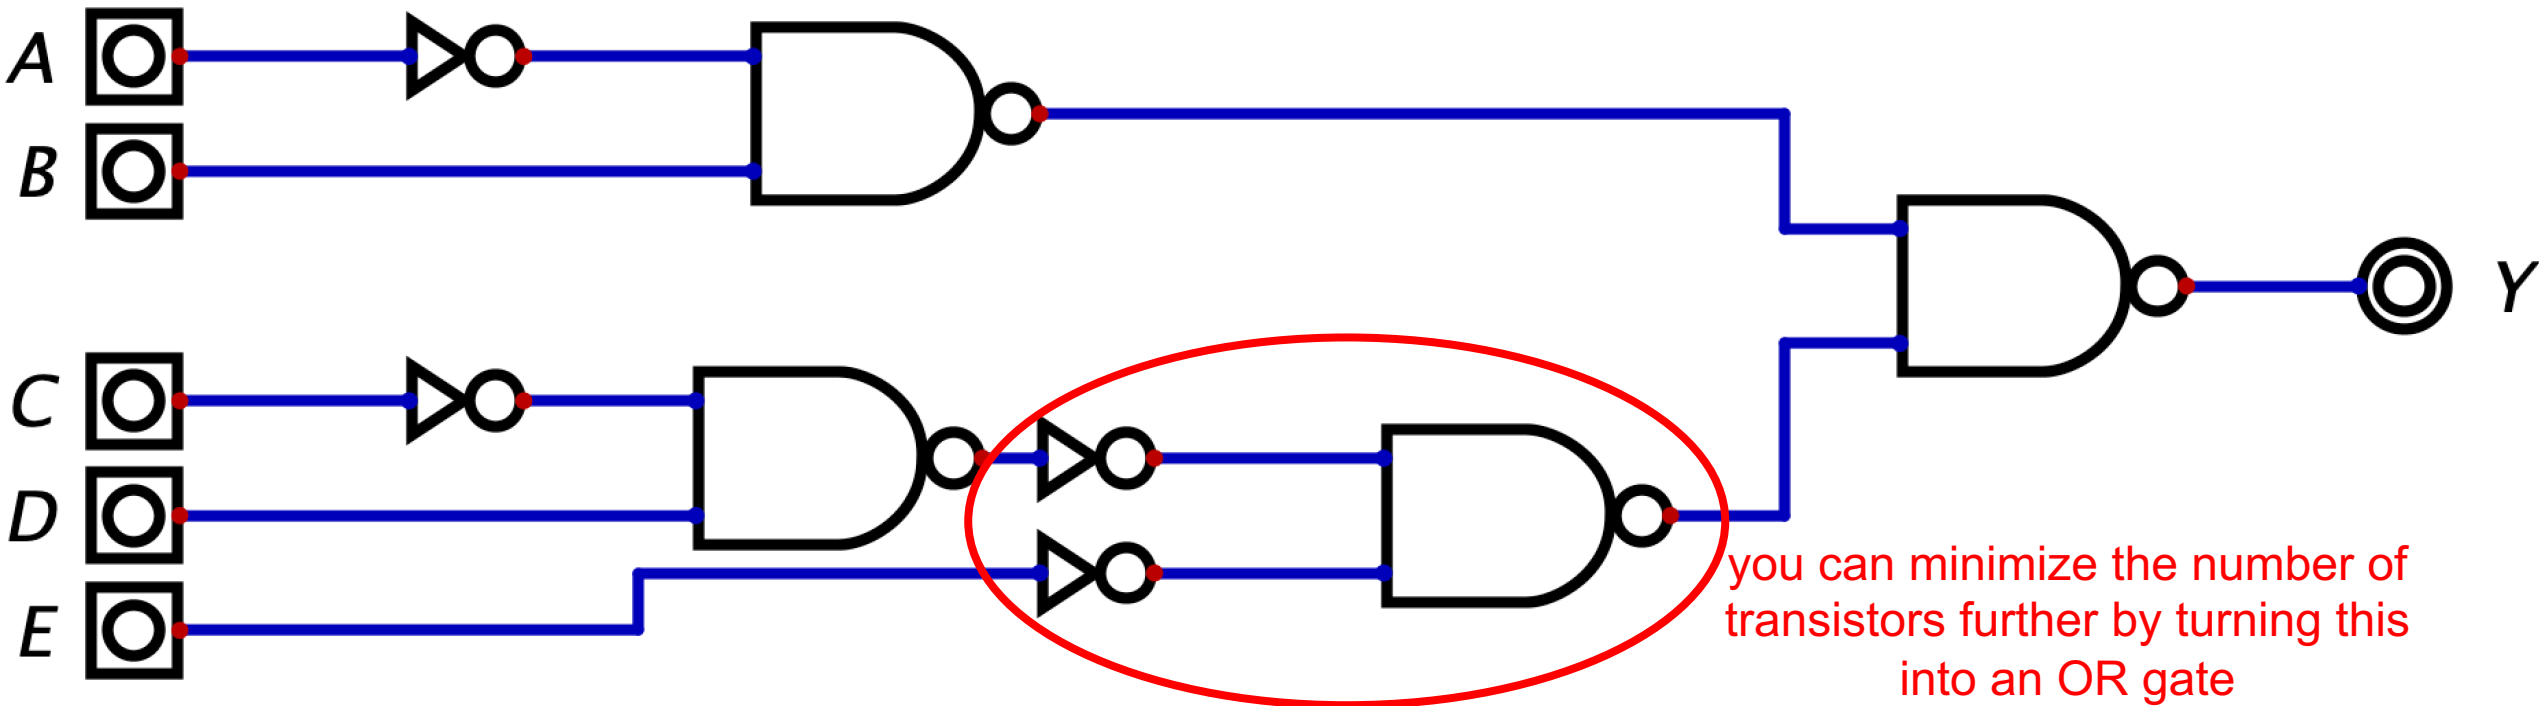 A
B
Y
C
D
E
you can minimize the number of
transistors further by turning this
into an OR gate